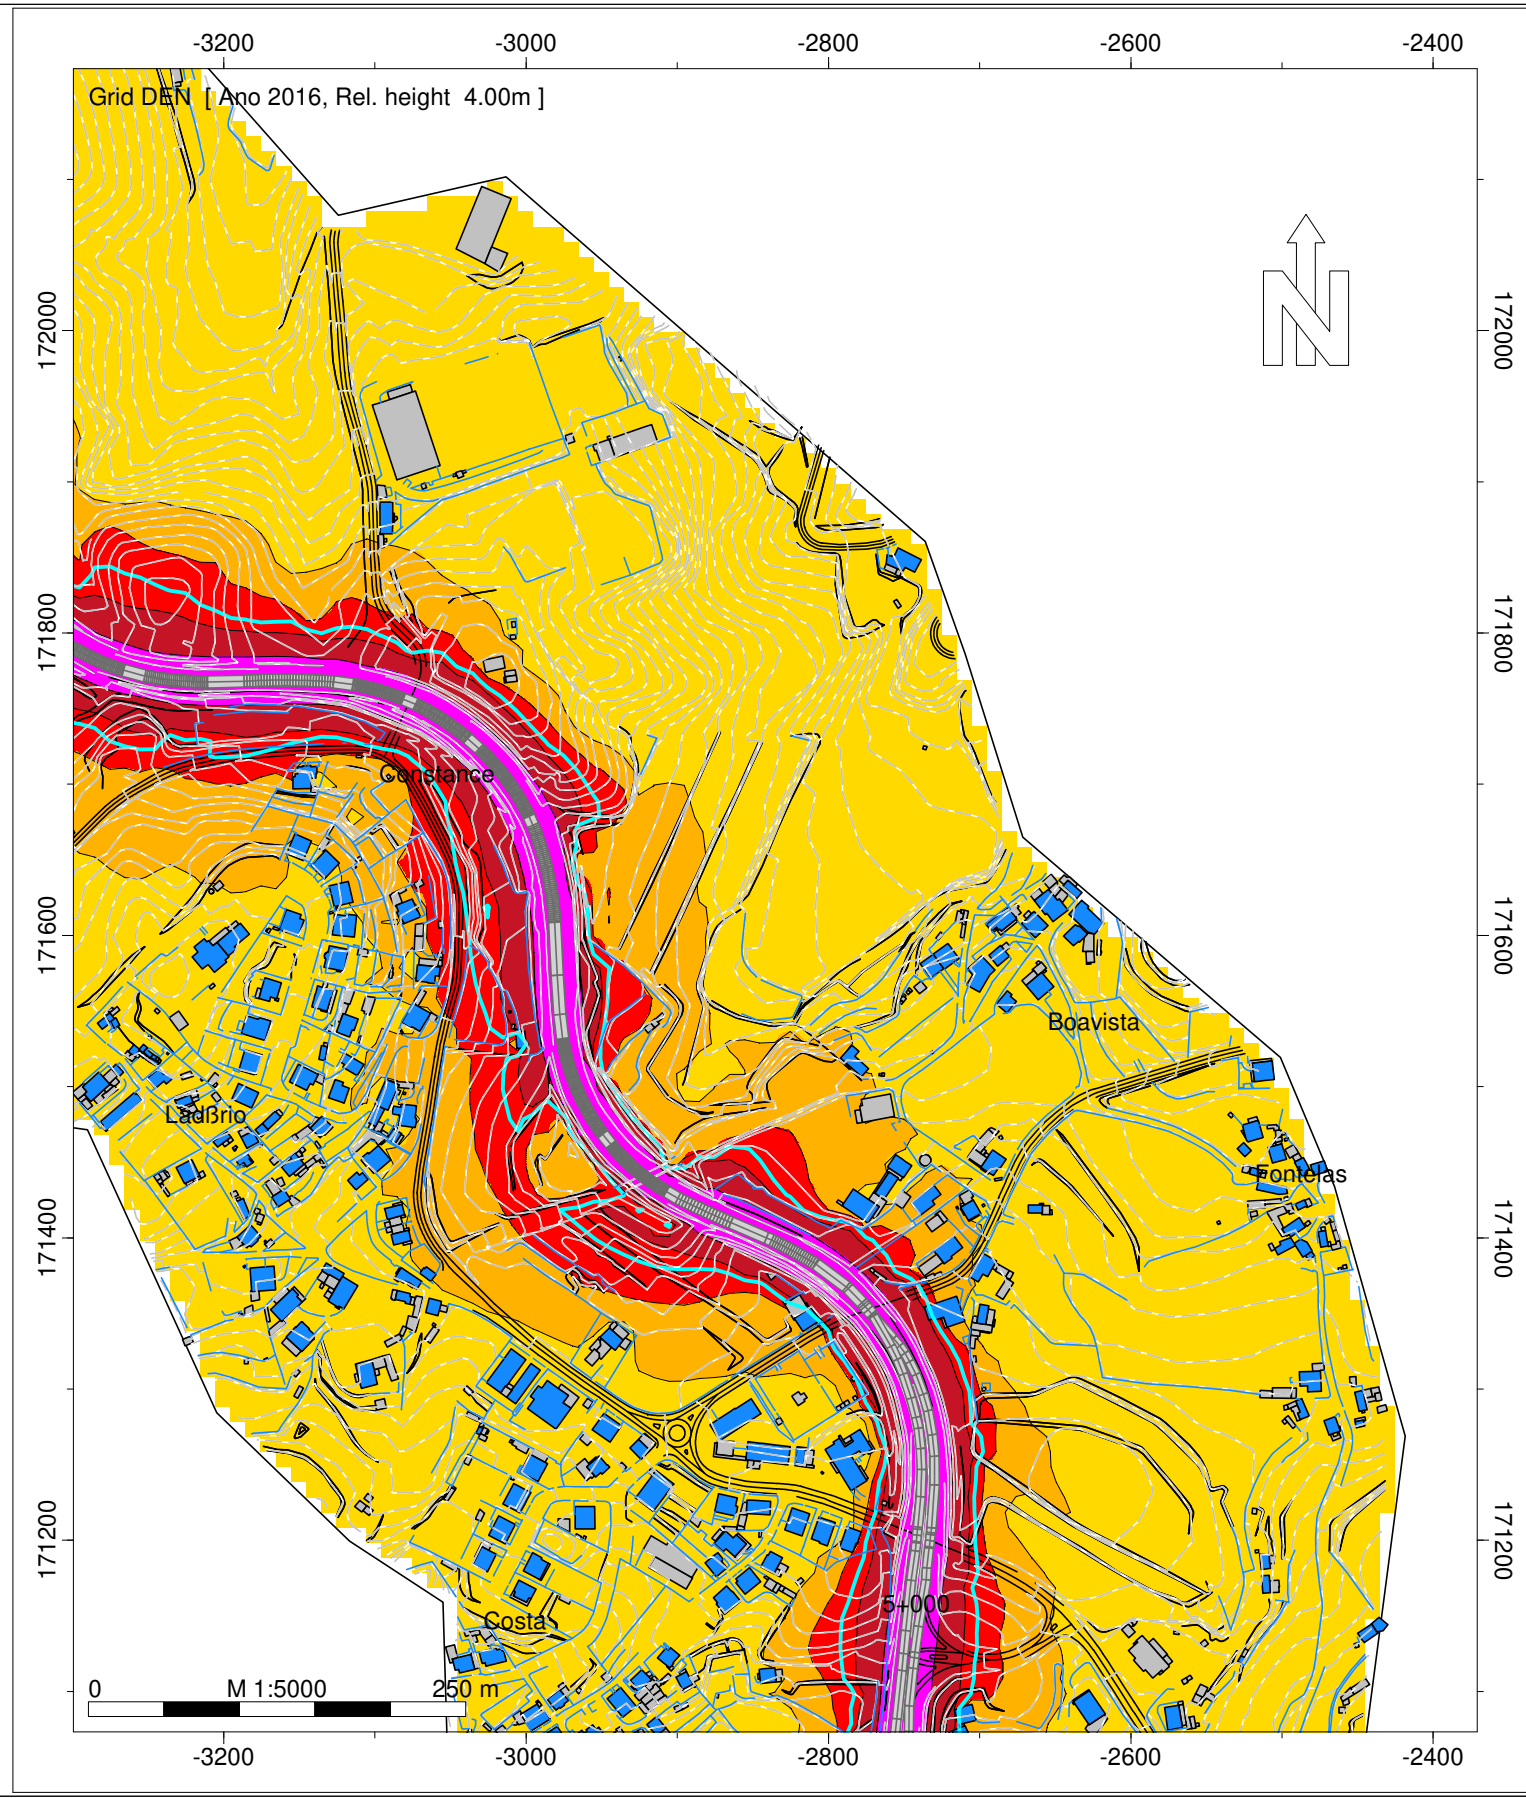 -3200 -3000 -2800 -2600 -2400
Grid DEN [ Ano 2016, Rel. height 4.00m ]
N
172000 172000
171800 171800
Constance
171600 171600
Boavista
Ladßrio
Fontelas
171400 171400
171200 171200
5+000
Costa
0 M 1:5000 250 m
-3200 -3000 -2800 -2600 -2400